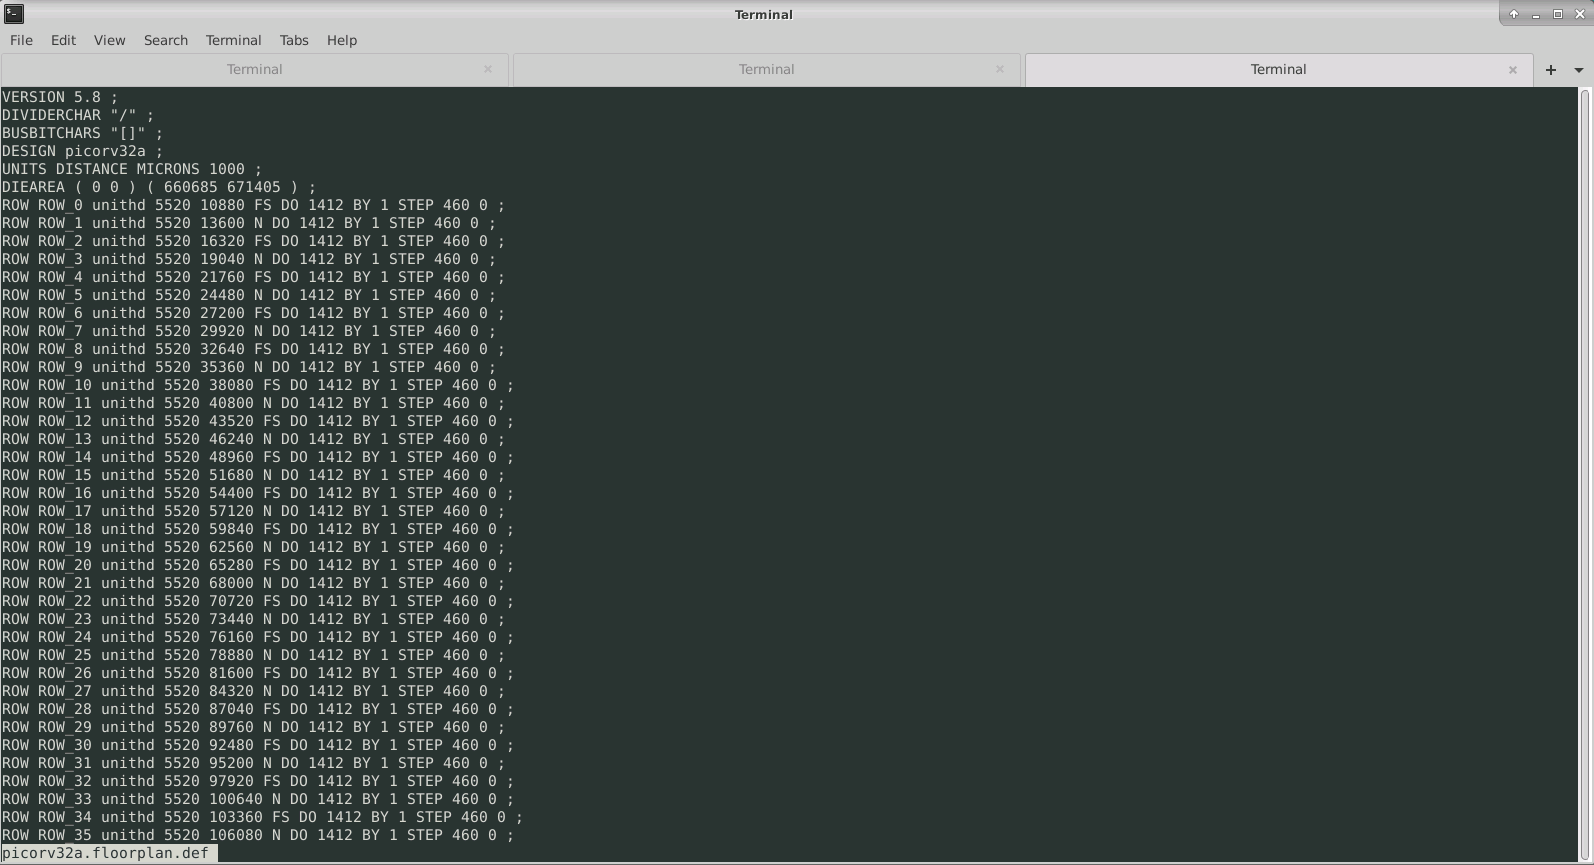 Terminal
File Edit View Search Terminal Tabs Help
Terminal Terminal Terminal
VERSION 5.8 ;
DIVIDERCHAR "/" ;
BUSBITCHARS "[]" ;
DESIGN picorv32a ;
UNITS DISTANCE MICRONS 1000 ;
DIEAREA ( 0 0 ) ( 660685 671405 ) ;
ROW ROW_0 unithd 5520 10880 FS DO 1412 BY 1 STEP 460 0 ;
ROW ROW_1 unithd 5520 13600 N DO 1412 BY 1 STEP 460 0 ;
ROW ROW_2 unithd 5520 16320 FS DO 1412 BY 1 STEP 460 0 ;
ROW ROW_3 unithd 5520 19040 N DO 1412 BY 1 STEP 460 0 ;
ROW ROW_4 unithd 5520 21760 FS DO 1412 BY 1 STEP 460 0 ;
ROW ROW_5 unithd 5520 24480 N DO 1412 BY 1 STEP 460 0 ;
ROW ROW_6 unithd 5520 27200 FS DO 1412 BY 1 STEP 460 0 ;
ROW ROW_7 unithd 5520 29920 N DO 1412 BY 1 STEP 460 0 ;
ROW ROW_8 unithd 5520 32640 FS DO 1412 BY 1 STEP 460 0 ;
ROW ROW_9 unithd 5520 35360 N DO 1412 BY 1 STEP 460 0 ;
ROW ROW_10 unithd 5520 38080 FS DO 1412 BY 1 STEP 460 0 ;
ROW ROW_11 unithd 5520 40800 N DO 1412 BY 1 STEP 460 0 ;
ROW ROW_12 unithd 5520 43520 FS DO 1412 BY 1 STEP 460 0 ;
ROW ROW_13 unithd 5520 46240 N DO 1412 BY 1 STEP 460 0 ;
ROW ROW_14 unithd 5520 48960 FS DO 1412 BY 1 STEP 460 0 ;
ROW ROW_15 unithd 5520 51680 N DO 1412 BY 1 STEP 460 0 ;
ROW ROW_16 unithd 5520 54400 FS DO 1412 BY 1 STEP 460 0 ;
ROW ROW_17 unithd 5520 57120 N DO 1412 BY 1 STEP 460 0 ;
ROW ROW_18 unithd 5520 59840 FS DO 1412 BY 1 STEP 460 0 ;
ROW ROW_19 unithd 5520 62560 N DO 1412 BY 1 STEP 460 0 ;
ROW ROW_20 unithd 5520 65280 FS DO 1412 BY 1 STEP 460 0 ;
ROW ROW_21 unithd 5520 68000 N DO 1412 BY 1 STEP 460 0 ;
ROW ROW_22 unithd 5520 70720 FS DO 1412 BY 1 STEP 460 0 ;
ROW ROW_23 unithd 5520 73440 N DO 1412 BY 1 STEP 460 0 ;
ROW ROW_24 unithd 5520 76160 FS DO 1412 BY 1 STEP 460 0 ;
ROW ROW_25 unithd 5520 78880 N DO 1412 BY 1 STEP 460 0 ;
ROW ROW_26 unithd 5520 81600 FS DO 1412 BY 1 STEP 460 0 ;
ROW ROW_27 unithd 5520 84320 N DO 1412 BY 1 STEP 460 0 ;
ROW ROW_28 unithd 5520 87040 FS DO 1412 BY 1 STEP 460 0 ;
ROW ROW_29 unithd 5520 89760 N DO 1412 BY 1 STEP 460 0 ;
ROW ROW_30 unithd 5520 92480 FS DO 1412 BY 1 STEP 460 0 ;
ROW ROW_31 unithd 5520 95200 N DO 1412 BY 1 STEP 460 0 ;
ROW ROW_32 unithd 5520 97920 FS DO 1412 BY 1 STEP 460 0 ;
ROW ROW_33 unithd 5520 100640 N DO 1412 BY 1 STEP 460 0 ;
ROW ROW_34 unithd 5520 103360 FS DO 1412 BY 1 STEP 460 0 ;
ROW ROW_35 unithd 5520 106080 N DO 1412 BY 1 STEP 460 0 ;
picorv32a.floorplan.def